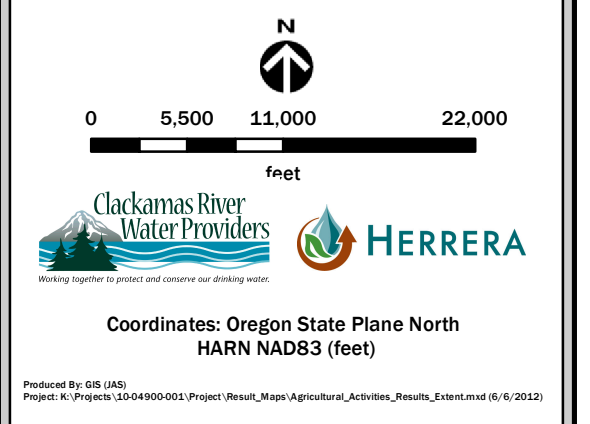 N
0 5,500 11,000 22,000
feet
Clackamas River
Water Providers
HERRERA
Working together to protect and conserve our drinking water.
Coordinates: Oregon State Plane North
HARN NAD83 (feet)
Produced By: GIS (JAS)
Project: K:\Projects\10-04900-001\Project\Result_Maps\Agricultural_Activities_Results_Extent.mxd (6/6/2012)